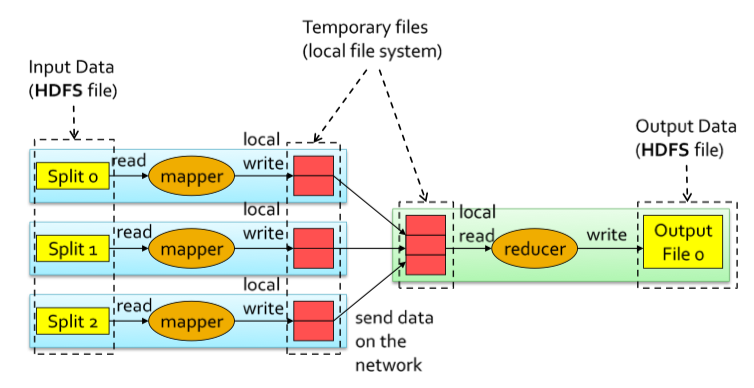 Temporary files
(local file system)
Input Data
(HDFS file)
Output Data
(HDFS file)
local
Split 0
read
mapper
write
local
Split 1
read
mapper
write
local
Split 2
read
mapper
write
send data
on the
network
local
read
reducer
write
Output
File 0